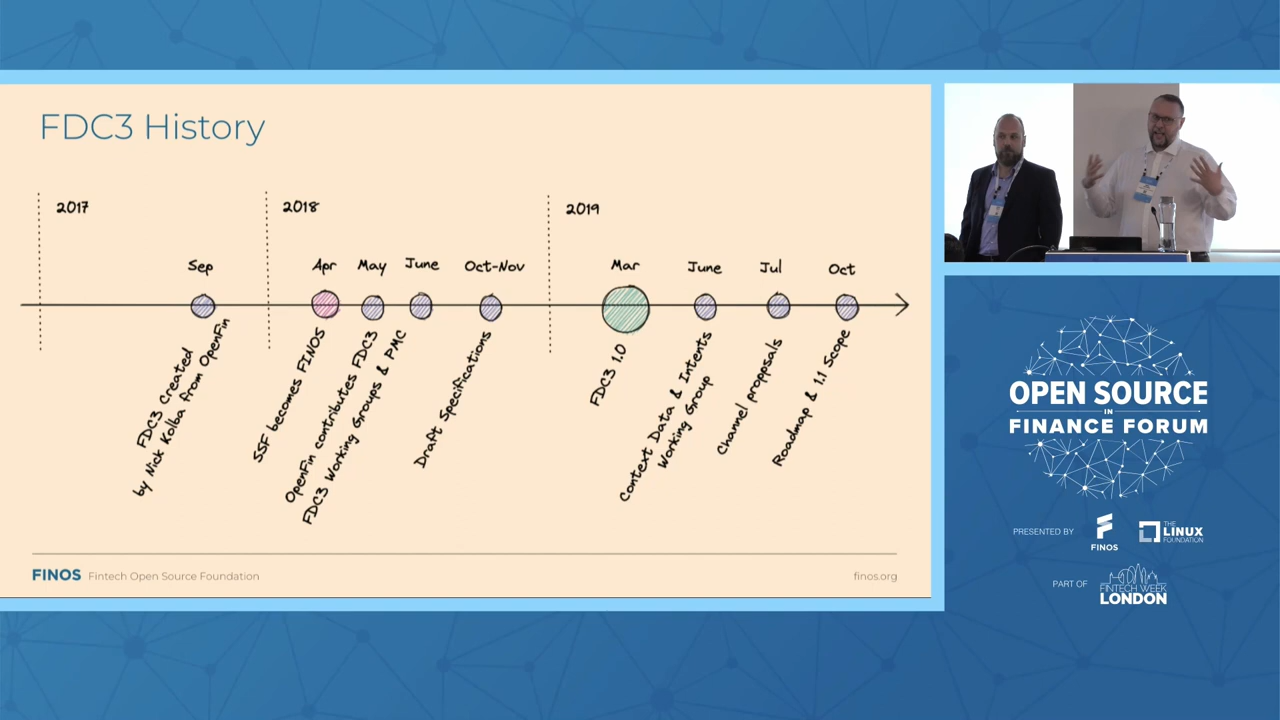 FDC3 History
2017
2018
2019
Sep
Apr
May
June
Oct-Nov
Mar
June
Jul
Oct
FDC3 Created
by Nick Kolba from OpenFin
SSF becomes FINOS
OpenFin contributes FDC3
FDC3 Working Groups & PMC
Draft Specifications
FDC3 1.0
Context Data & Intents
Working Group
Channel propposals
Roadmap & 1.1 Scope
FINOS Fintech Open Source Foundation
finos.org
OPEN SOURCE
IN
FINANCE FORUM
PRESENTED BY
FINOS
THE
LINUX
FOUNDATION
PART OF
FINTECH WEEK
LONDON